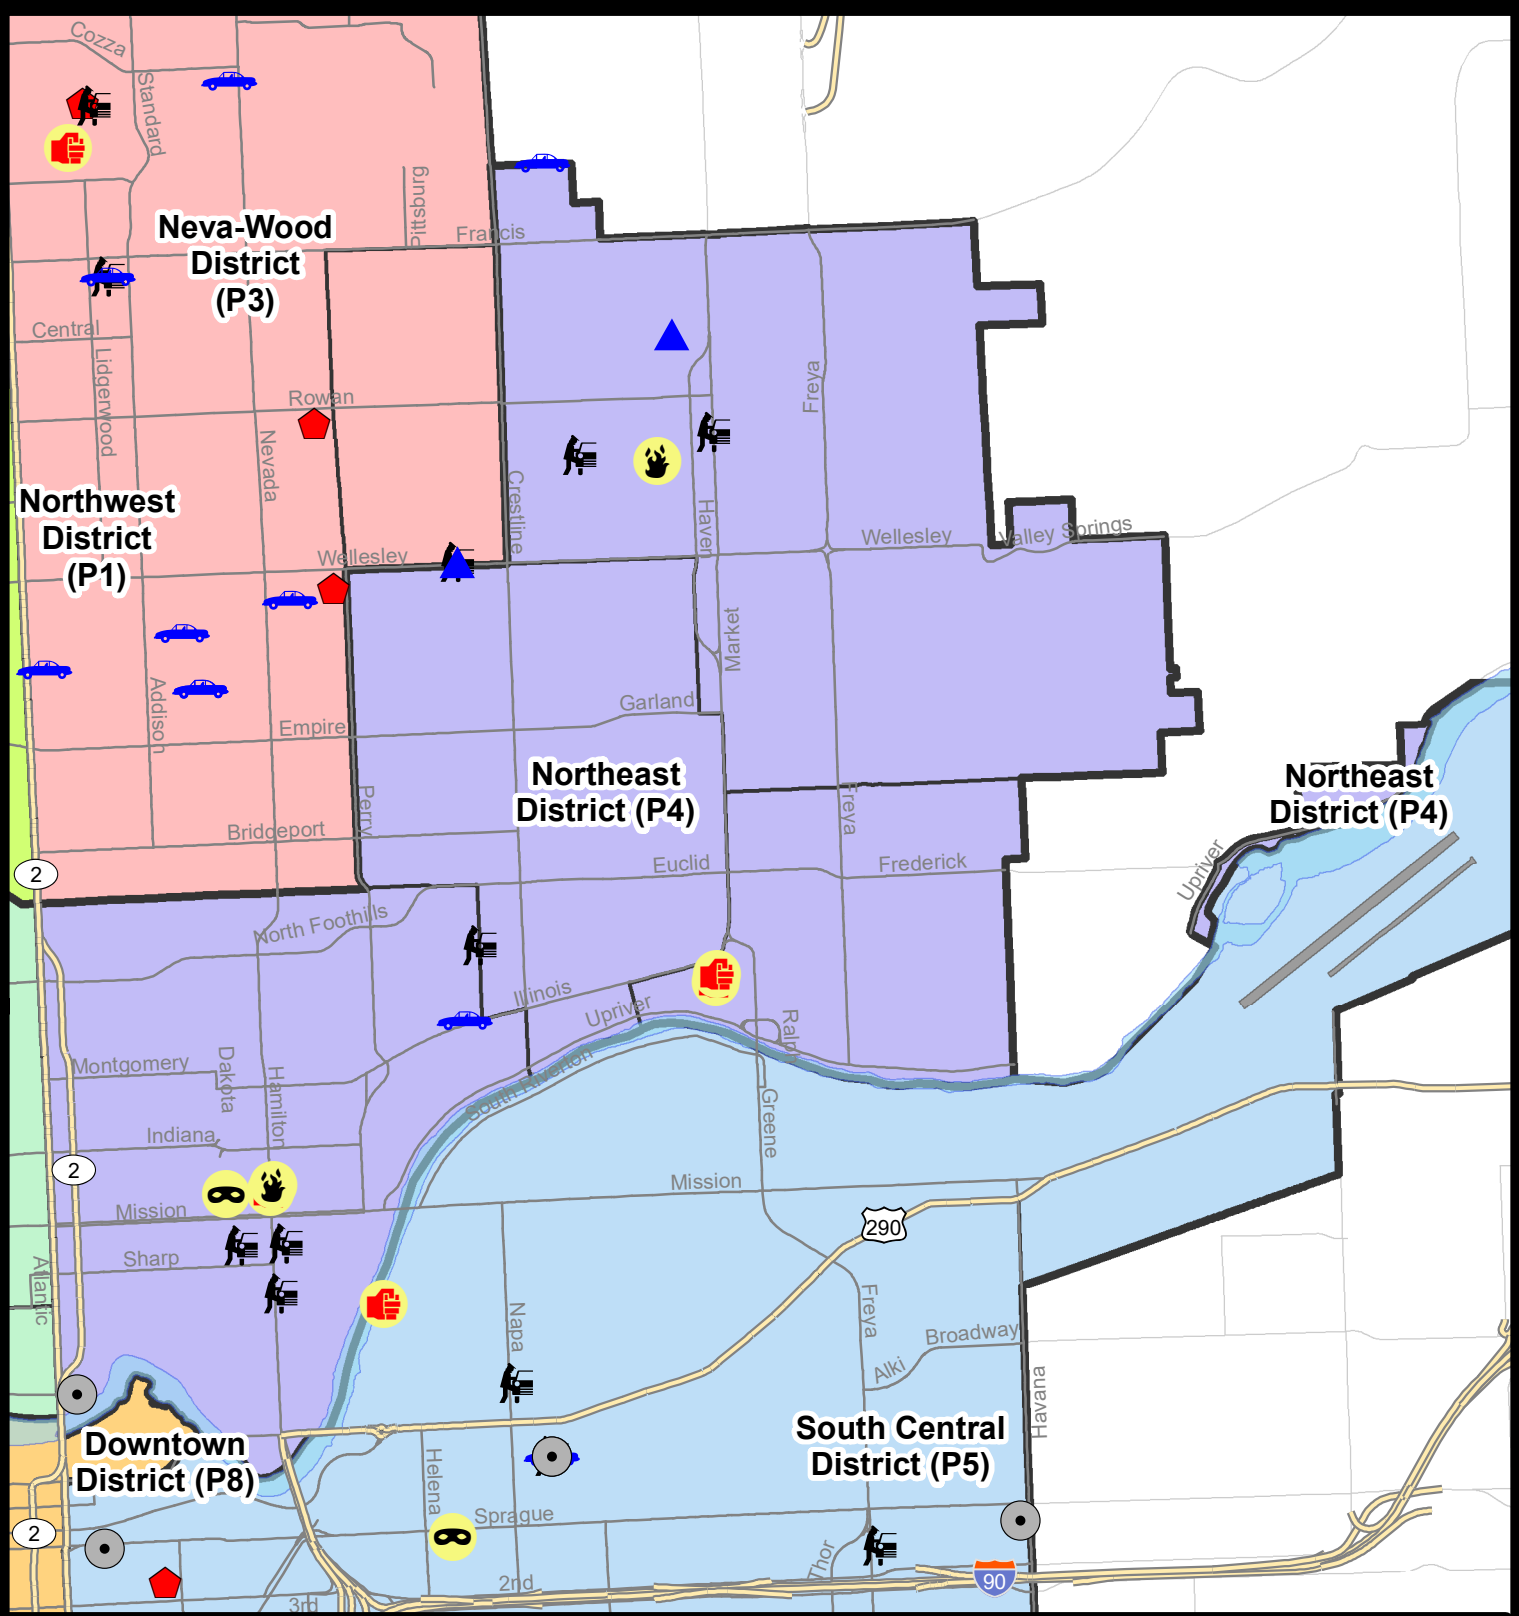 Cozza
Standard
Pittsburg
Neva-Wood
District
(P3)
Francis
Central
Lidgerwood
Freya
Rowan
Nevada
Crestline
Northwest
District
(P1)
Haven
Wellesley
Valley Springs
Wellesley
Market
Addison
Garland
Empire
Northeast
District (P4)
Northeast
District (P4)
Perry
Freya
Bridgeport
Euclid
Frederick
Upriver
2
North Foothills
Illinois
Upriver
Ralph
Montgomery
Dakota
Hamilton
South Riverton
Greene
Indiana
2
Mission
Mission
290
Sharp
Atlantic
Napa
Freya
Broadway
Alki
Havana
South Central
District (P5)
Downtown
District (P8)
Helena
Sprague
2
Thor
2nd
90
3rd